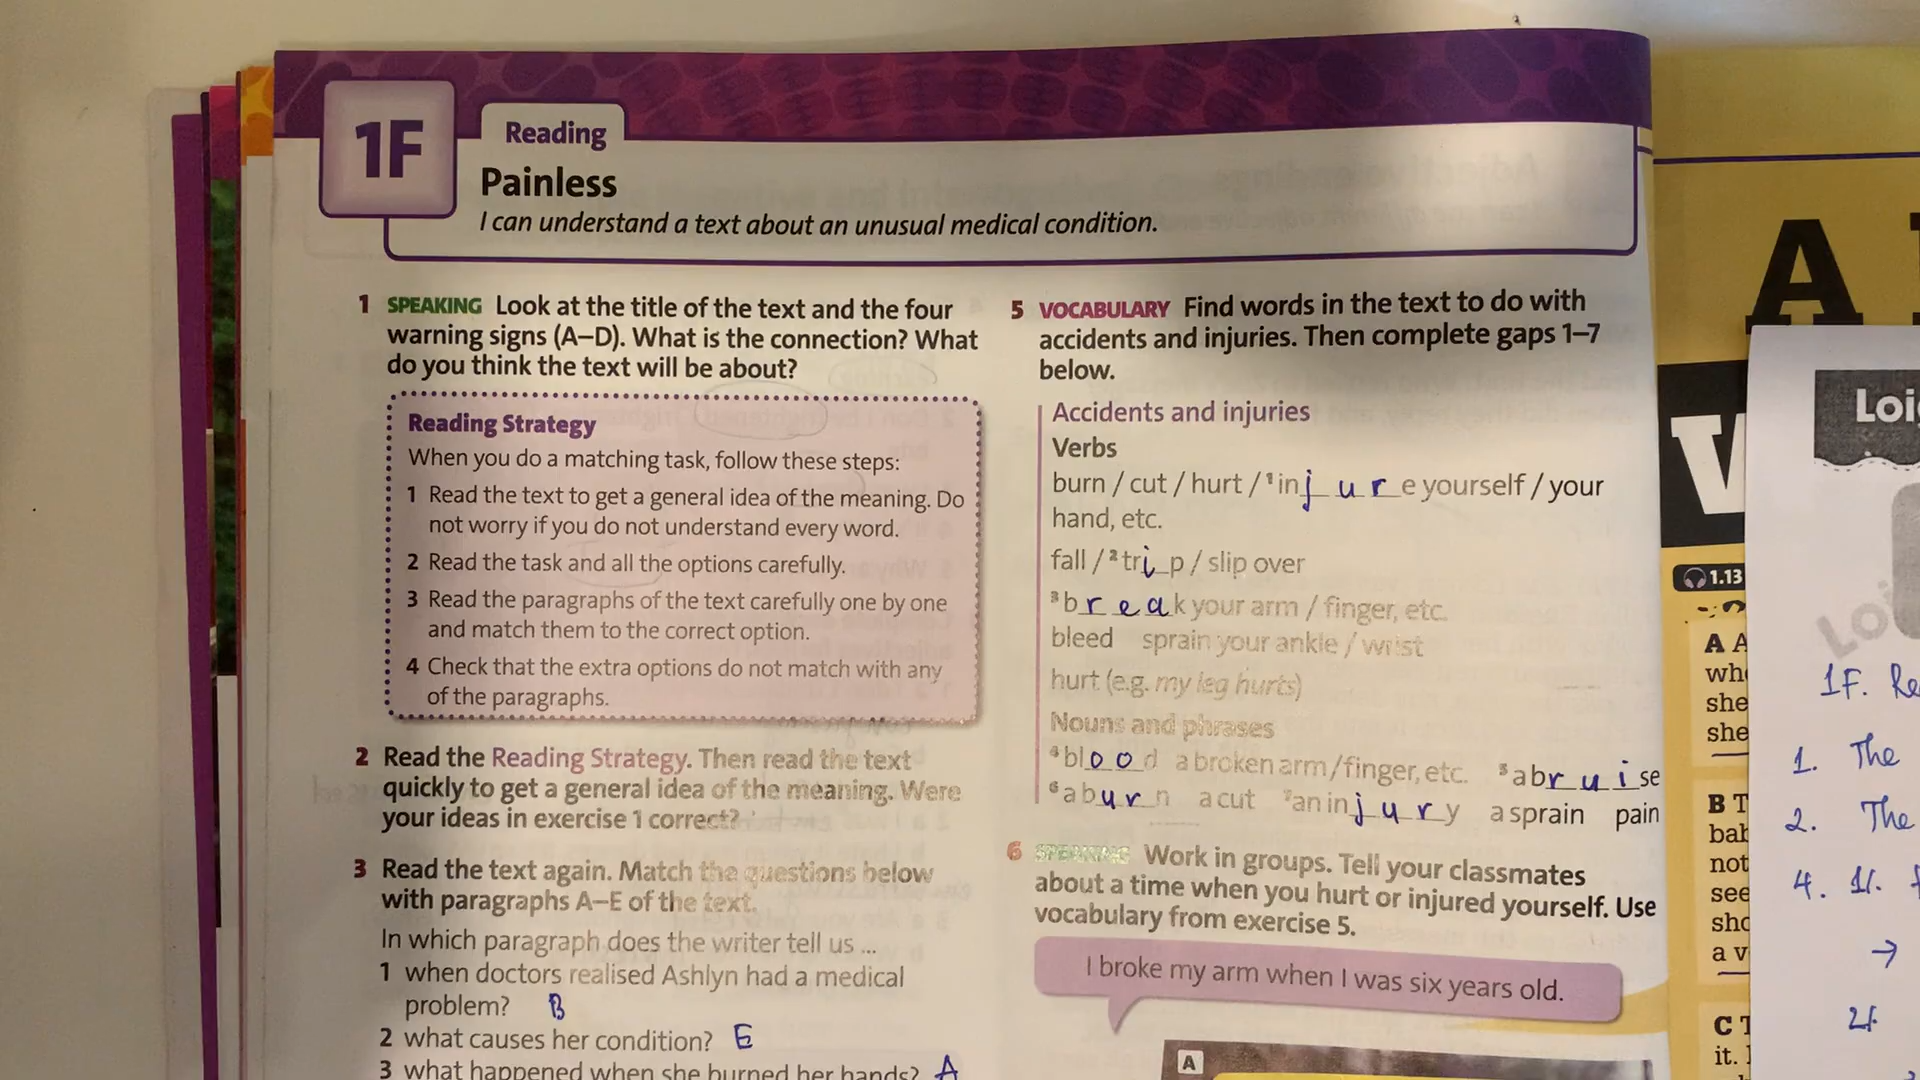 1F
Reading
Painless
I can understand a text about an unusual medical condition.
1 SPEAKING Look at the title of the text and the four
warning signs (A–D). What is the connection? What
do you think the text will be about?
Reading Strategy
When you do a matching task, follow these steps:
1 Read the text to get a general idea of the meaning. Do
not worry if you do not understand every word.
2 Read the task and all the options carefully.
3 Read the paragraphs of the text carefully one by one
and match them to the correct option.
4 Check that the extra options do not match with any
of the paragraphs.
2 Read the Reading Strategy. Then read the text
quickly to get a general idea of the meaning. Were
your ideas in exercise 1 correct?
3 Read the text again. Match the questions below
with paragraphs A–E of the text.
In which paragraph does the writer tell us ...
1 when doctors realised Ashlyn had a medical
problem? B
2 what causes her condition? E
3 what happened when she burned her hands? A
5 VOCABULARY Find words in the text to do with
accidents and injuries. Then complete gaps 1–7
below.
Accidents and injuries
Verbs
burn / cut / hurt / 1 injure yourself / your
hand, etc.
fall / 2 trip / slip over
3 break your arm / finger, etc.
bleed sprain your ankle / wrist
hurt (e.g. my leg hurts)
Nouns and phrases
4 blood a broken arm/finger, etc. 5 a bruise
6 a burn a cut 7 an injury a sprain pain
6 SPEAKING Work in groups. Tell your classmates
about a time when you hurt or injured yourself. Use
vocabulary from exercise 5.
I broke my arm when I was six years old.
A
A
1.13
A A
she
she
B T
not
see
a v
C T
it.
Loi
1F. Re
1. The
2. The
4. 1/.
→
2/.